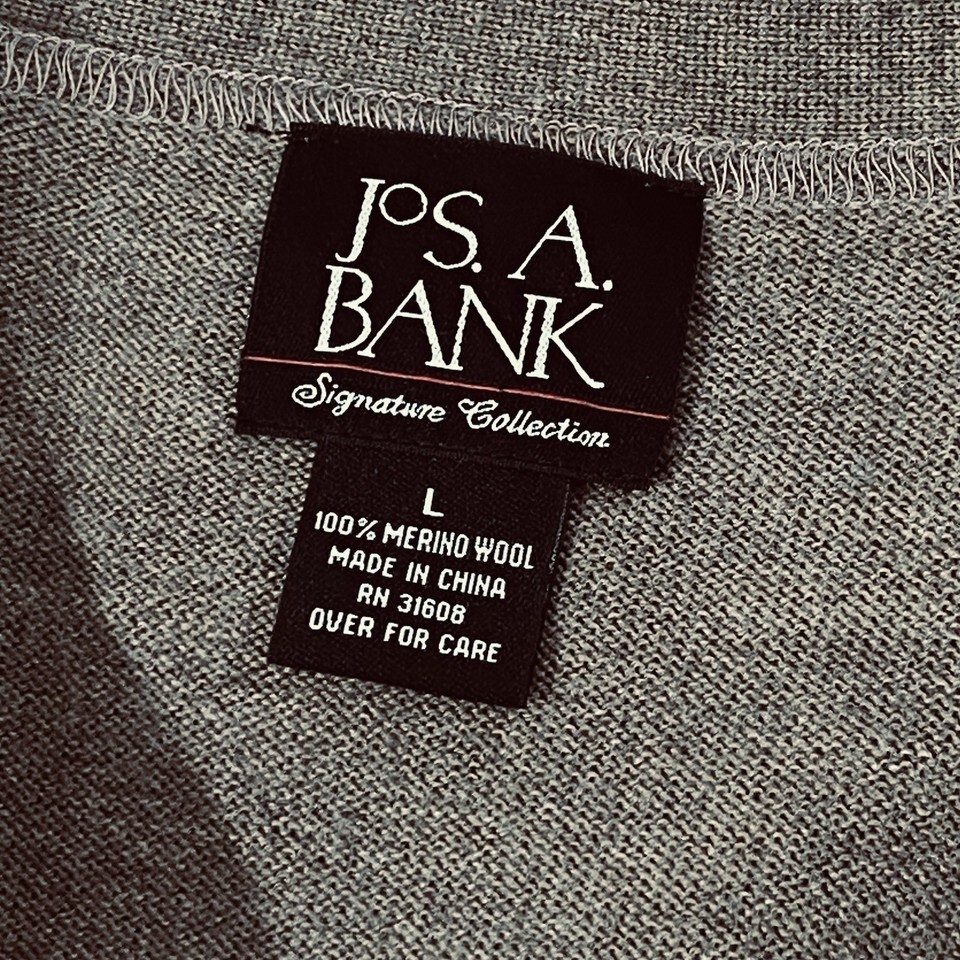 JoS. A.
BANK
Signature Collection
L
100% MERINO WOOL
MADE IN CHINA
RN 31608
OVER FOR CARE